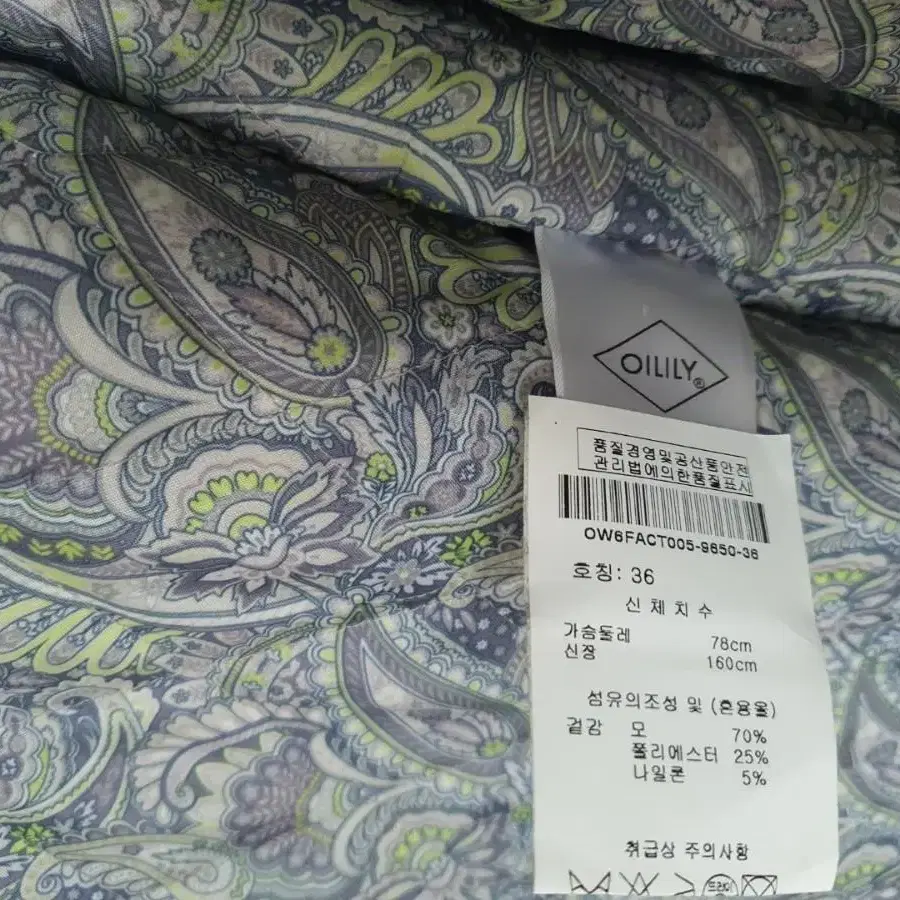 OILILY®
품질경영및공산품안전
관리법에의한품질표시
OW6FACT005-9650-36
호칭: 36
신체치수
가슴둘레 78cm
신장 160cm
섬유의조성 및 (혼용율)
겉감 모 70%
폴리에스터 25%
나일론 5%
취급상 주의사항
드라이